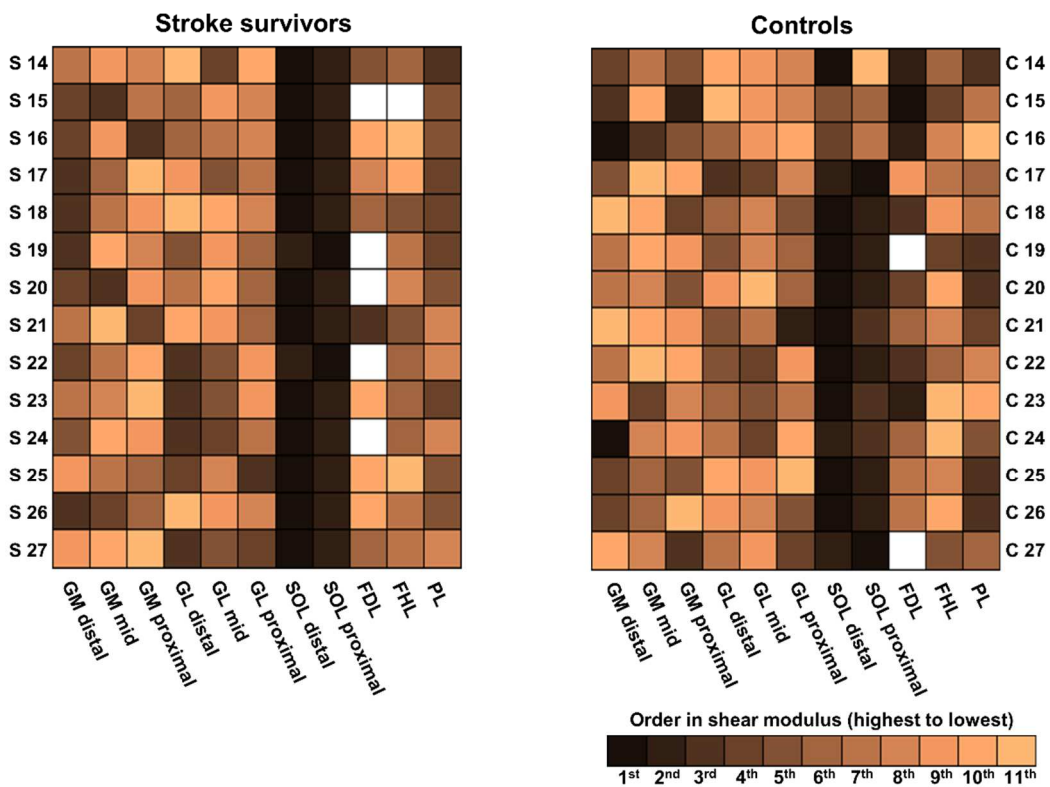 Stroke survivors
Controls
S 14
S 15
S 16
S 17
S 18
S 19
S 20
S 21
S 22
S 23
S 24
S 25
S 26
S 27
C 14
C 15
C 16
C 17
C 18
C 19
C 20
C 21
C 22
C 23
C 24
C 25
C 26
C 27
GM distal
GM mid
GM proximal
GL distal
GL mid
GL proximal
SOL distal
SOL proximal
FDL
FHL
PL
GM distal
GM mid
GM proximal
GL distal
GL mid
GL proximal
SOL distal
SOL proximal
FDL
FHL
PL
Order in shear modulus (highest to lowest)
1st 2nd 3rd 4th 5th 6th 7th 8th 9th 10th 11th